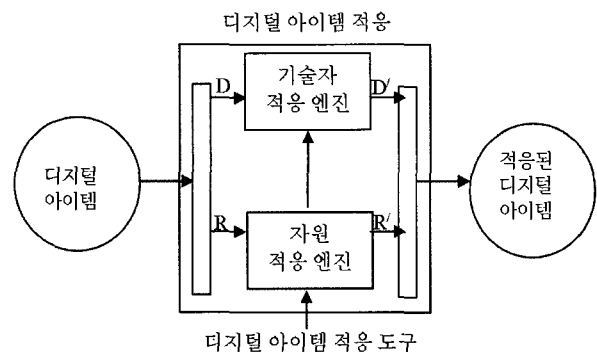 디지털 아이템 적응
기술자
적응 엔진
D
D/
디지털
아이템
적응된
디지털
아이템
R
R/
자원
적응 엔진
디지털 아이템 적응 도구